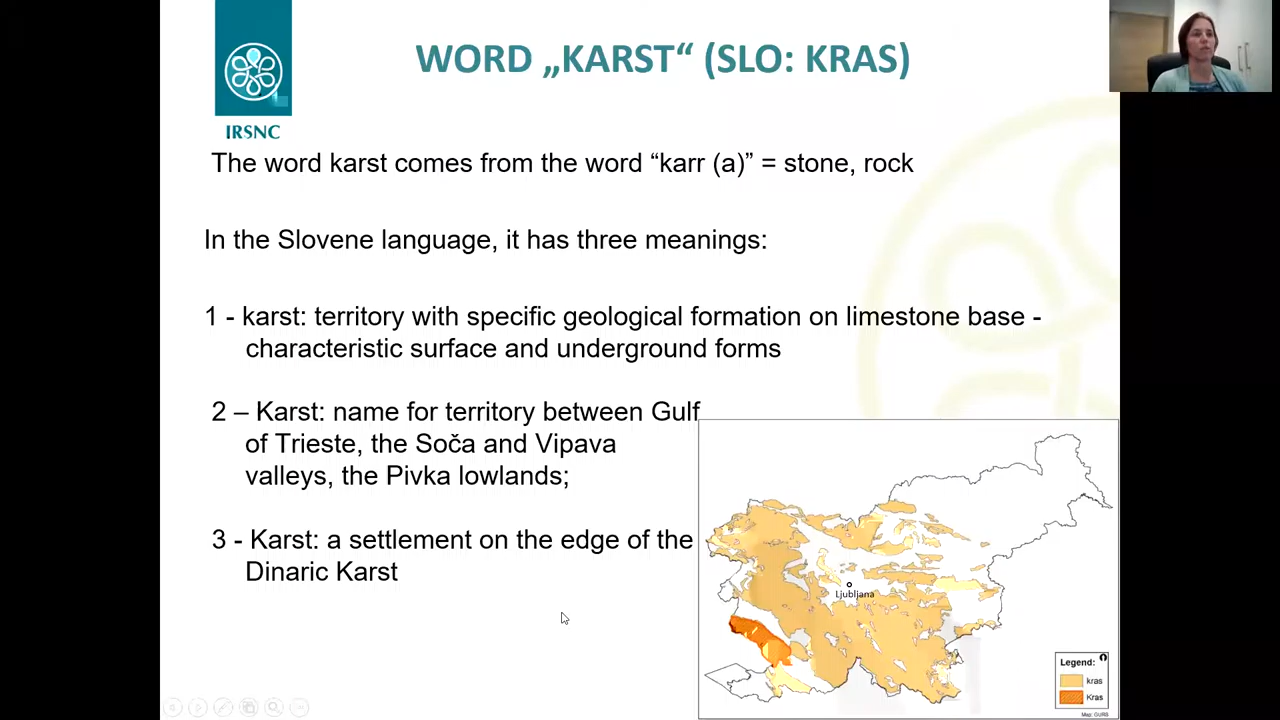 WORD „KARST“ (SLO: KRAS)
IRSNC
The word karst comes from the word “karr (a)” = stone, rock
In the Slovene language, it has three meanings:
1 - karst: territory with specific geological formation on limestone base -
characteristic surface and underground forms
2 – Karst: name for territory between Gulf
of Trieste, the Soča and Vipava
valleys, the Pivka lowlands;
3 - Karst: a settlement on the edge of the
Dinaric Karst
Ljubljana
Legend:
kras
Kras
Map: GURS